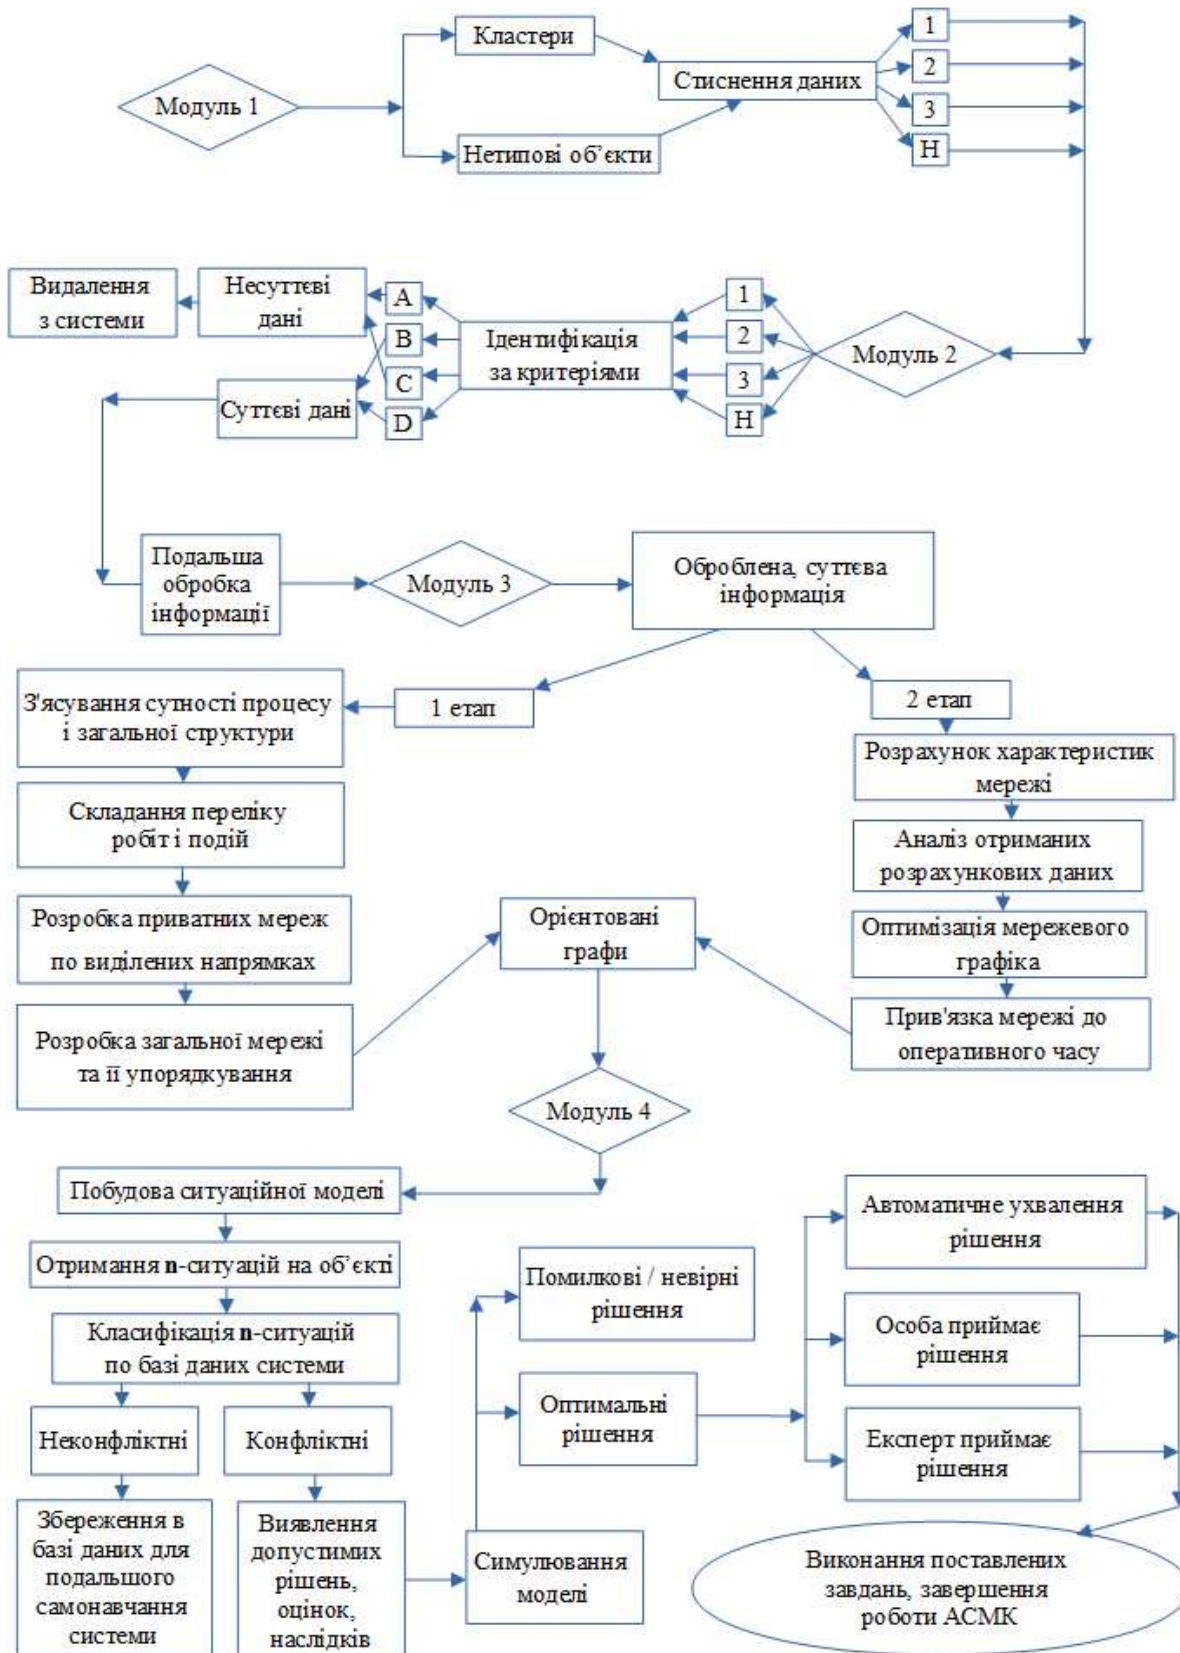 Модуль 1
Кластери
Нетипові об’єкти
Стиснення даних
1
2
3
Н
Модуль 2
1
2
3
Н
Ідентифікація
за критеріями
A
B
C
D
Несуттєві
дані
Видалення
з системи
Суттєві дані
Подальша
обробка
інформації
Модуль 3
Оброблена, суттєва
інформація
1 етап
З'ясування сутності процесу
і загальної структури
Складання переліку
робіт і подій
Розробка приватних мереж
по виділених напрямках
Розробка загальної мережі
та її упорядкування
2 етап
Розрахунок характеристик
мережі
Аналіз отриманих
розрахункових даних
Оптимізація мережевого
графіка
Прив'язка мережі до
оперативного часу
Орієнтовані
графи
Модуль 4
Побудова ситуаційної моделі
Отримання n-ситуацій на об’єкті
Класифікація n-ситуацій
по базі даних системи
Неконфліктні
Конфліктні
Збереження в
базі даних для
подальшого
самонавчання
системи
Виявлення
допустимих
рішень,
оцінок,
наслідків
Симулювання
моделі
Помилкові / невірні
рішення
Оптимальні
рішення
Автоматичне ухвалення
рішення
Особа приймає
рішення
Експерт приймає
рішення
Виконання поставлених
завдань, завершення
роботи АСМК